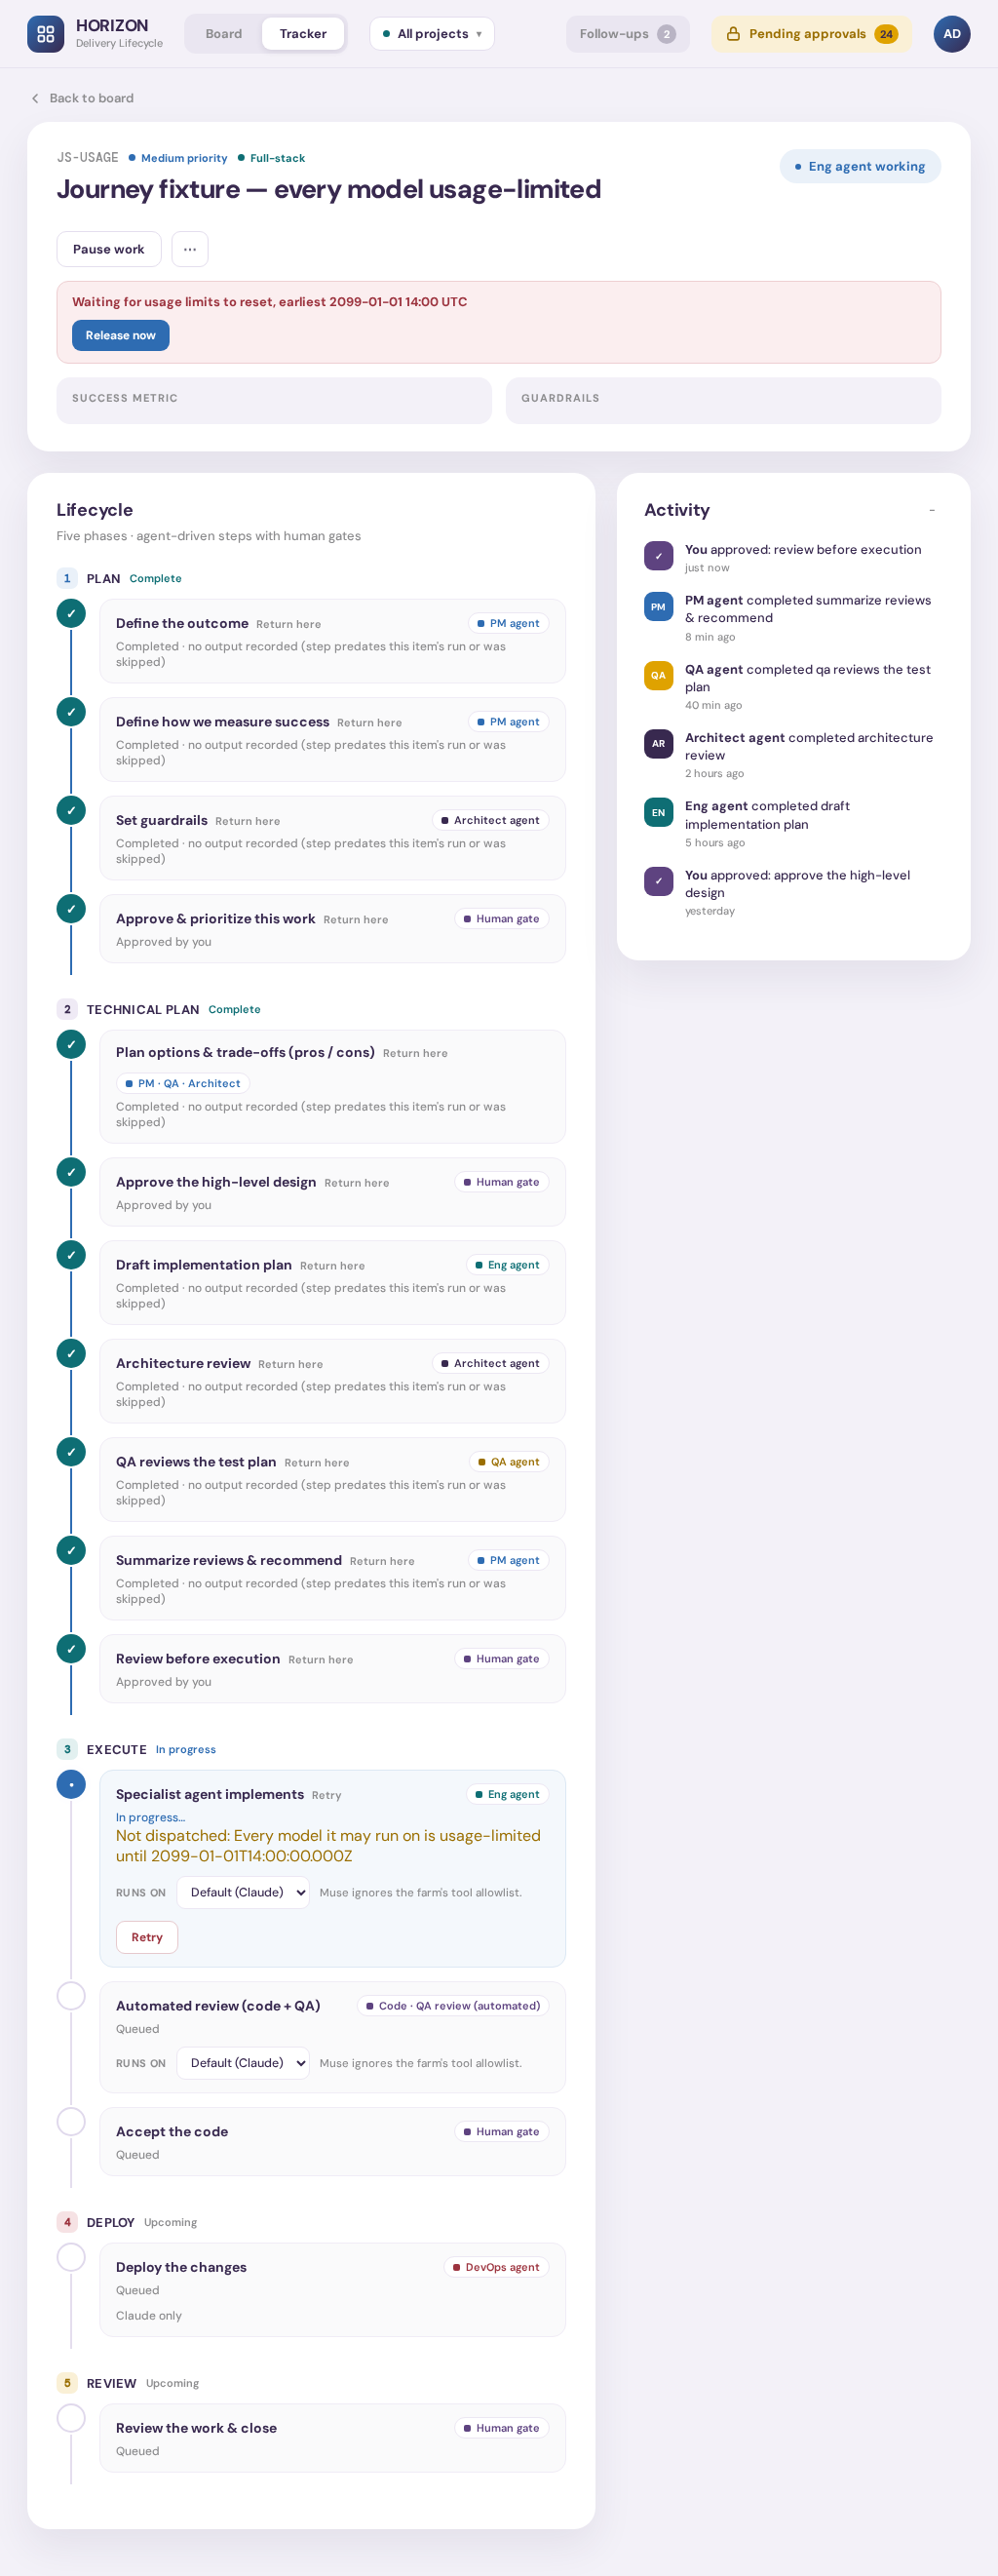 HORIZON
Delivery Lifecycle
Board
Tracker
All projects ▾
Follow-ups 2
Pending approvals 24
AD
Back to board
JS-USAGE
Medium priority
Full-stack
Eng agent working
Journey fixture — every model usage-limited
Pause work
···
Waiting for usage limits to reset, earliest 2099-01-01 14:00 UTC
Release now
SUCCESS METRIC
GUARDRAILS
Lifecycle
Five phases · agent-driven steps with human gates
1 PLAN Complete
✓
Define the outcome Return here
PM agent
Completed · no output recorded (step predates this item's run or was
skipped)
✓
Define how we measure success Return here
PM agent
Completed · no output recorded (step predates this item's run or was
skipped)
✓
Set guardrails Return here
Architect agent
Completed · no output recorded (step predates this item's run or was
skipped)
✓
Approve & prioritize this work Return here
Human gate
Approved by you
2 TECHNICAL PLAN Complete
✓
Plan options & trade-offs (pros / cons) Return here
PM · QA · Architect
Completed · no output recorded (step predates this item's run or was
skipped)
✓
Approve the high-level design Return here
Human gate
Approved by you
✓
Draft implementation plan Return here
Eng agent
Completed · no output recorded (step predates this item's run or was
skipped)
✓
Architecture review Return here
Architect agent
Completed · no output recorded (step predates this item's run or was
skipped)
✓
QA reviews the test plan Return here
QA agent
Completed · no output recorded (step predates this item's run or was
skipped)
✓
Summarize reviews & recommend Return here
PM agent
Completed · no output recorded (step predates this item's run or was
skipped)
✓
Review before execution Return here
Human gate
Approved by you
3 EXECUTE In progress
Specialist agent implements Retry
Eng agent
In progress…
Not dispatched: Every model it may run on is usage-limited
until 2099-01-01T14:00:00.000Z
RUNS ON Default (Claude) Muse ignores the farm's tool allowlist.
Retry
Automated review (code + QA)
Code · QA review (automated)
Queued
RUNS ON Default (Claude) Muse ignores the farm's tool allowlist.
Accept the code
Human gate
Queued
4 DEPLOY Upcoming
Deploy the changes
DevOps agent
Queued
Claude only
5 REVIEW Upcoming
Review the work & close
Human gate
Queued
Activity
–
✓
You approved: review before execution
just now
PM
PM agent completed summarize reviews
& recommend
8 min ago
QA
QA agent completed qa reviews the test
plan
40 min ago
AR
Architect agent completed architecture
review
2 hours ago
EN
Eng agent completed draft
implementation plan
5 hours ago
✓
You approved: approve the high-level
design
yesterday